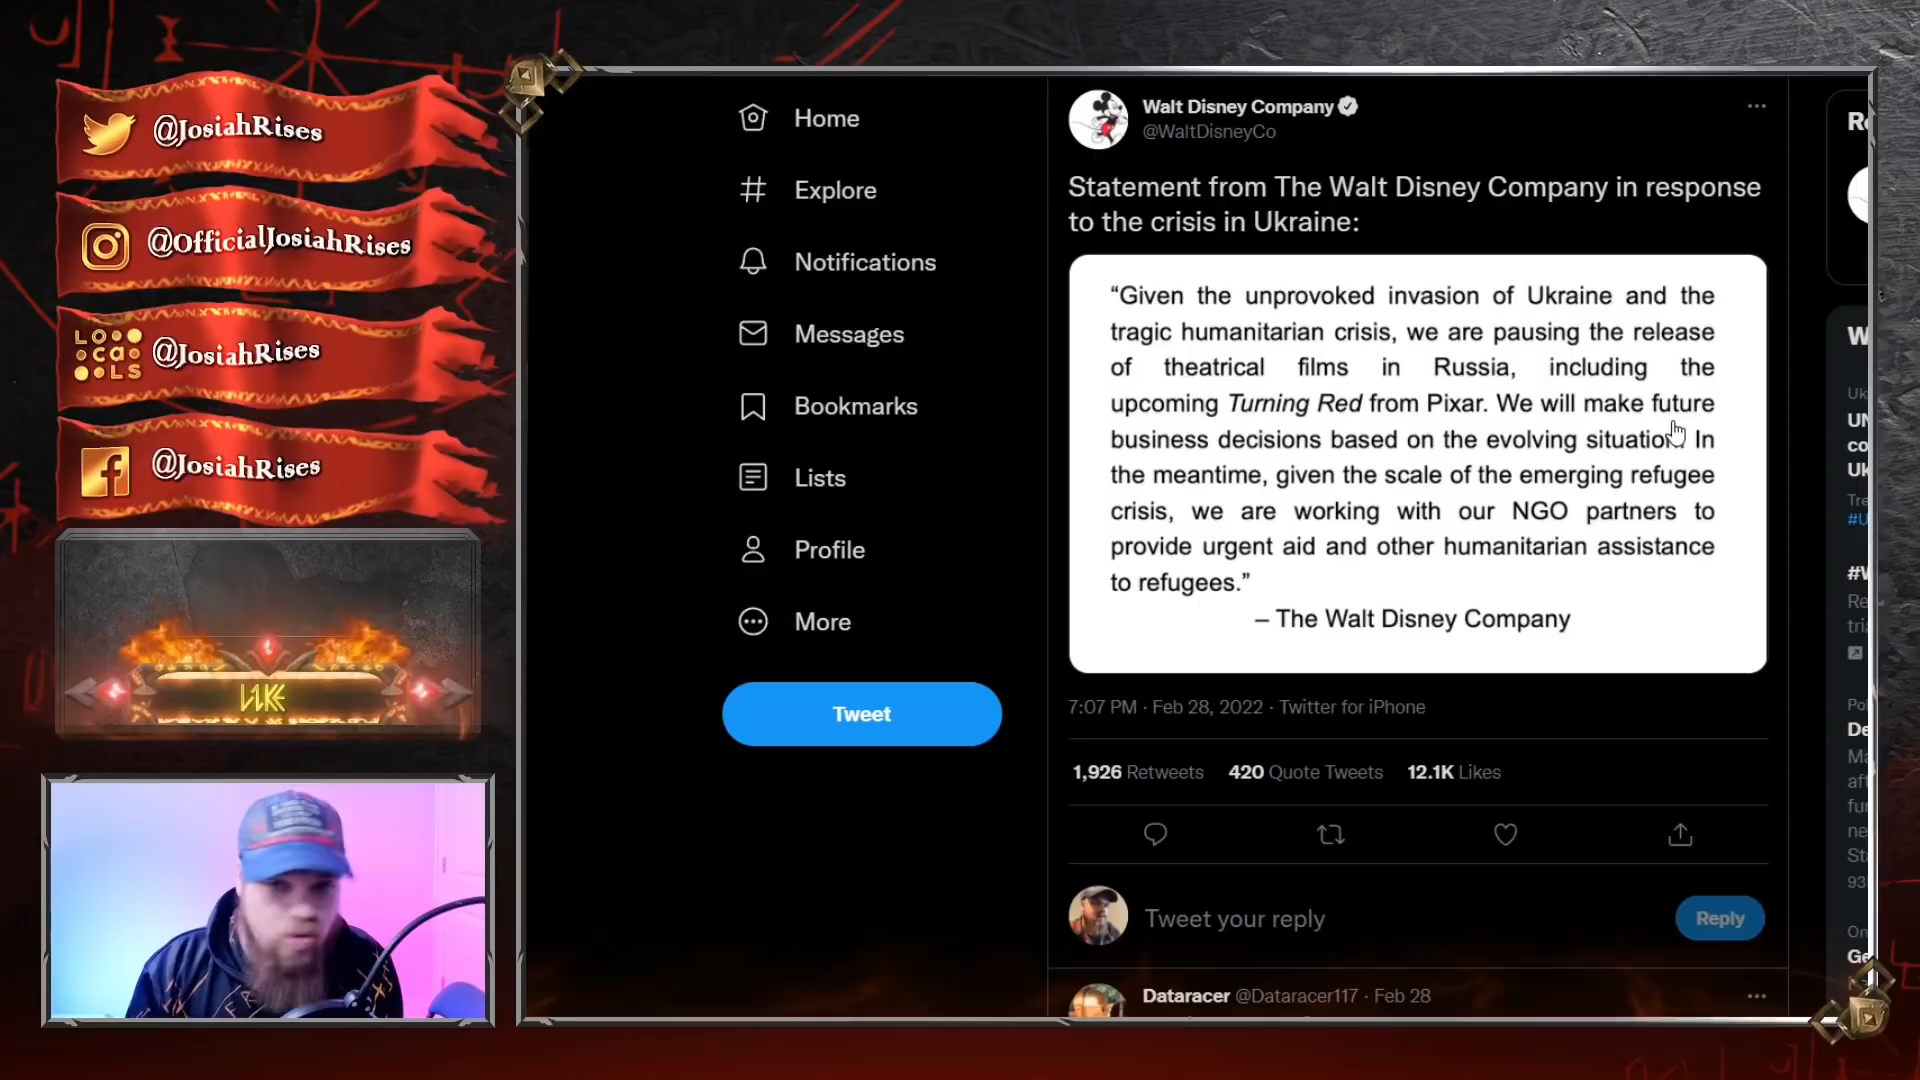 @JosiahRises
@OfficialJosiahRises
LOCALS
@JosiahRises
@JosiahRises
LIKE
Home
Explore
Notifications
Messages
Bookmarks
Lists
Profile
More
Tweet
Walt Disney Company
@WaltDisneyCo
Statement from The Walt Disney Company in response
to the crisis in Ukraine:
“Given the unprovoked invasion of Ukraine and the
tragic humanitarian crisis, we are pausing the release
of theatrical films in Russia, including the
upcoming Turning Red from Pixar. We will make future
business decisions based on the evolving situation. In
the meantime, given the scale of the emerging refugee
crisis, we are working with our NGO partners to
provide urgent aid and other humanitarian assistance
to refugees.”
– The Walt Disney Company
7:07 PM · Feb 28, 2022 · Twitter for iPhone
1,926 Retweets 420 Quote Tweets 12.1K Likes
Tweet your reply
Reply
Dataracer @Dataracer117 · Feb 28